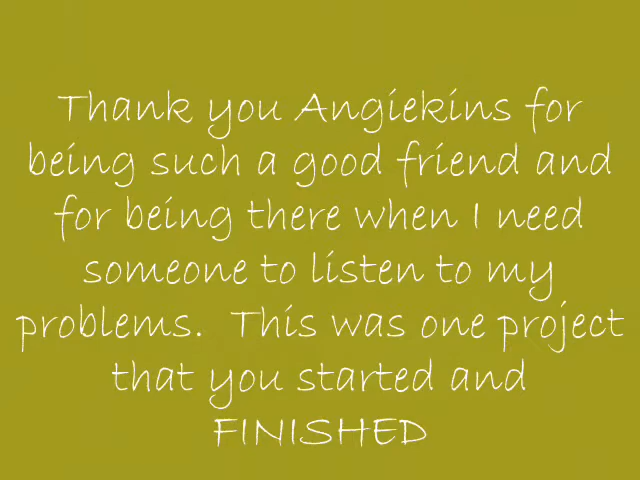 Thank you Angiekins for
being such a good friend and
for being there when I need
someone to listen to my
problems.  This was one project
that you started and
FINISHED